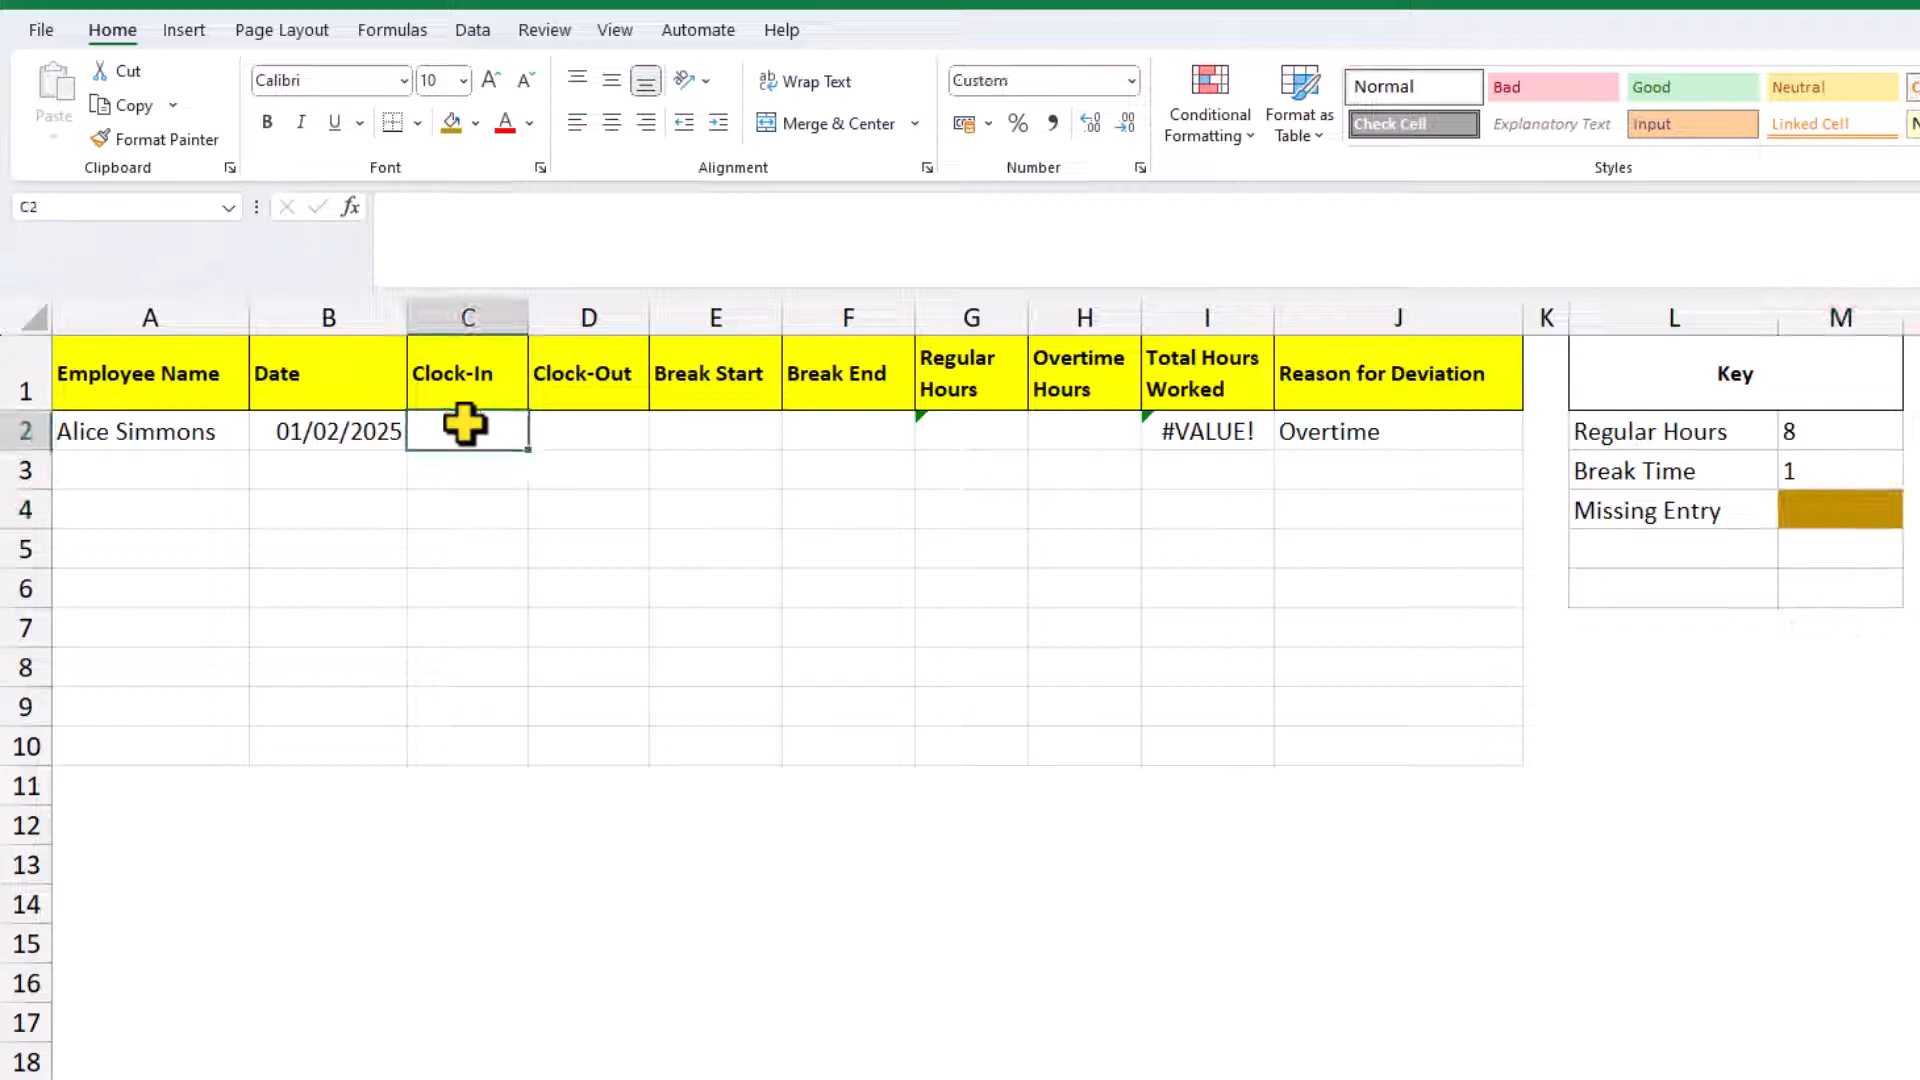 File Home Insert Page Layout Formulas Data Review View Automate Help
Paste
Cut
Copy
Format Painter
Clipboard
Calibri 10 A A
B I U A
Font
ab Wrap Text
Merge & Center
Alignment
Custom
% 9 .00
Number
Conditional
Formatting
Format as
Table
Normal Bad Good Neutral
Check Cell Explanatory Text Input Linked Cell
Styles
C2 fx
A B C D E F G H I J K L M
1 Employee Name Date Clock-In Clock-Out Break Start Break End Regular Hours Overtime Hours Total Hours Worked Reason for Deviation Key
2 Alice Simmons 01/02/2025 #VALUE! Overtime Regular Hours 8
3 Break Time 1
4 Missing Entry
5
6
7
8
9
10
11
12
13
14
15
16
17
18